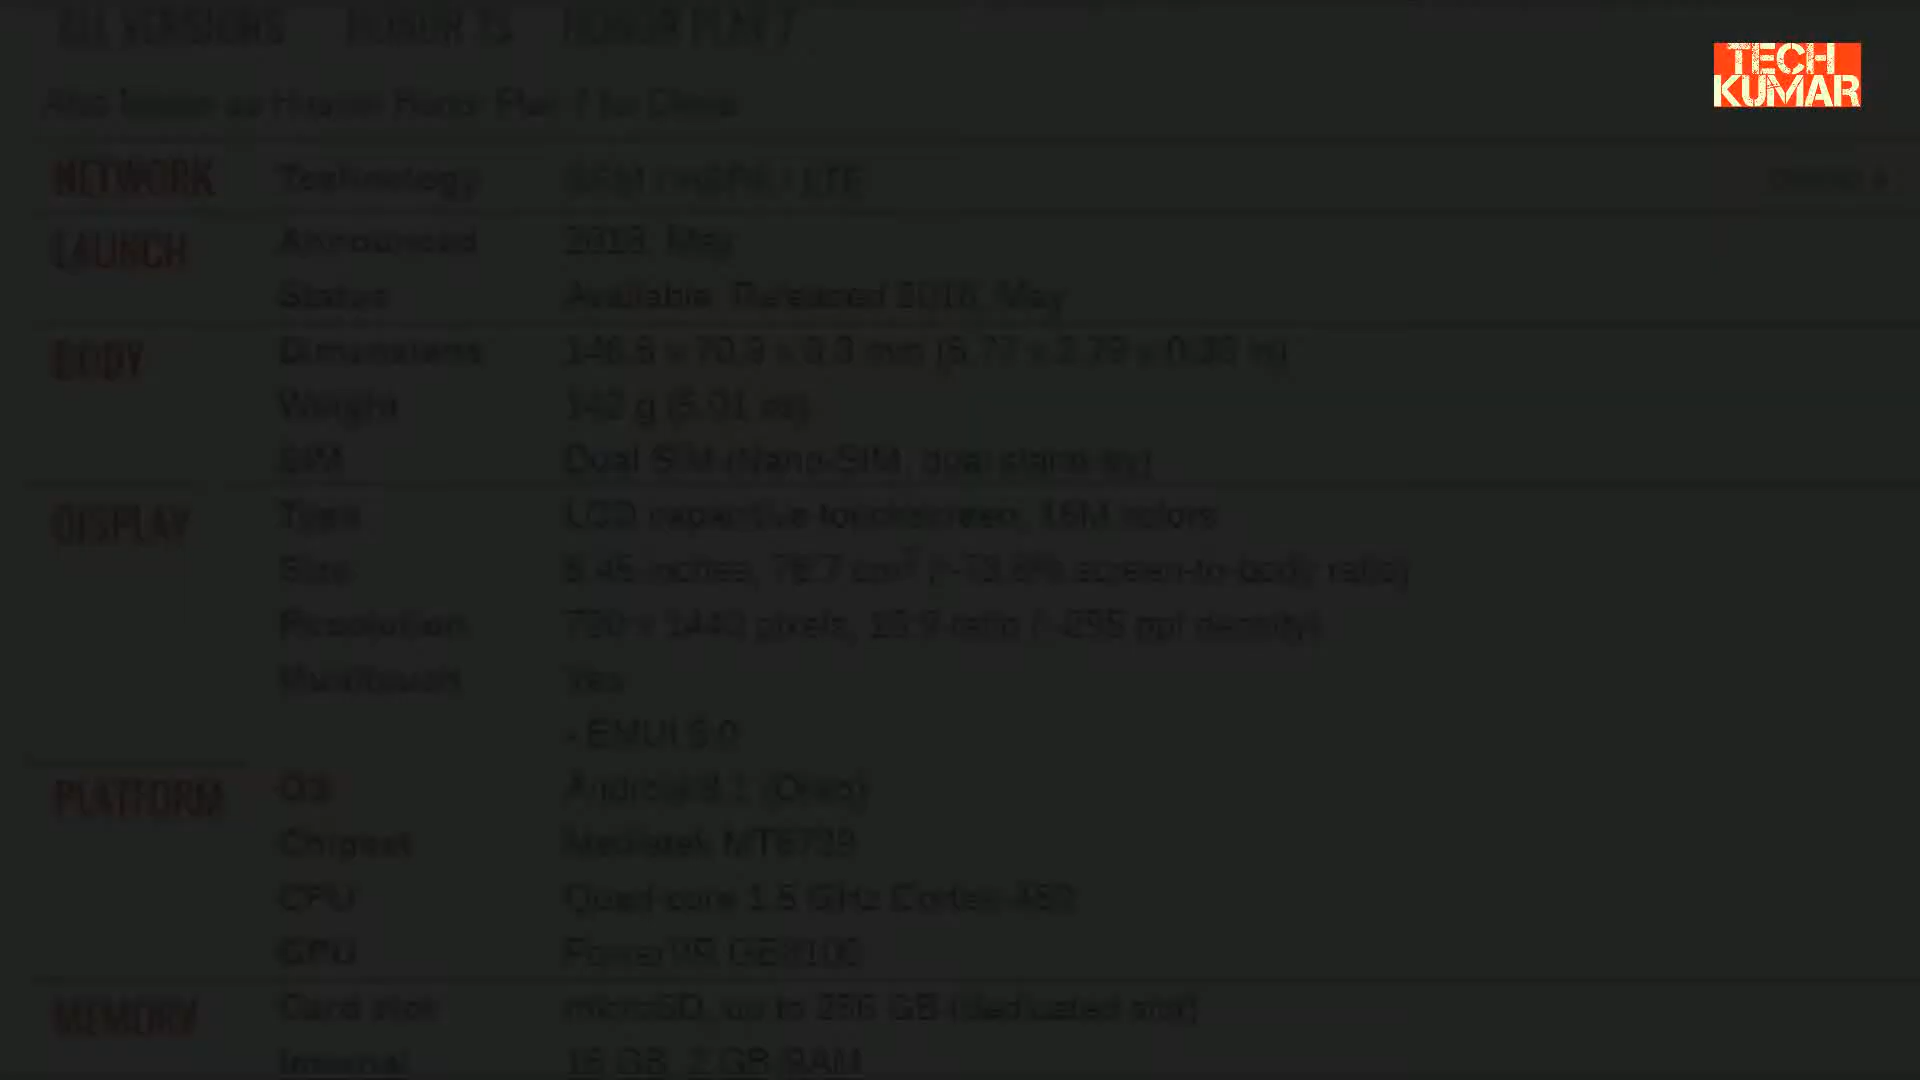 ALL VERSIONS HONOR 7S HONOR PLAY 7
TECH
KUMAR
Also known as Huawei Honor Play 7 for China
NETWORK Technology GSM / HSPA / LTE
LAUNCH Announced 2018, May
Status Available. Released 2018, May
BODY Dimensions 146.5 x 70.9 x 8.3 mm (5.77 x 2.79 x 0.33 in)
Weight 142 g (5.01 oz)
SIM Dual SIM (Nano-SIM, dual stand-by)
DISPLAY Type LCD capacitive touchscreen, 16M colors
Size 5.45 inches, 76.7 cm² screen-to-body ratio)
Resolution 720 x 1440 pixels, 18:9 ratio (~295 ppi density)
Multitouch Yes
- EMUI 8.0
PLATFORM OS Android 8.1 (Oreo)
Chipset Mediatek MT6739
CPU Quad-core 1.5 GHz Cortex-A53
GPU PowerVR GE8100
MEMORY Card slot microSD, up to 256 GB (dedicated slot)
Internal 16 GB, 2 GB RAM